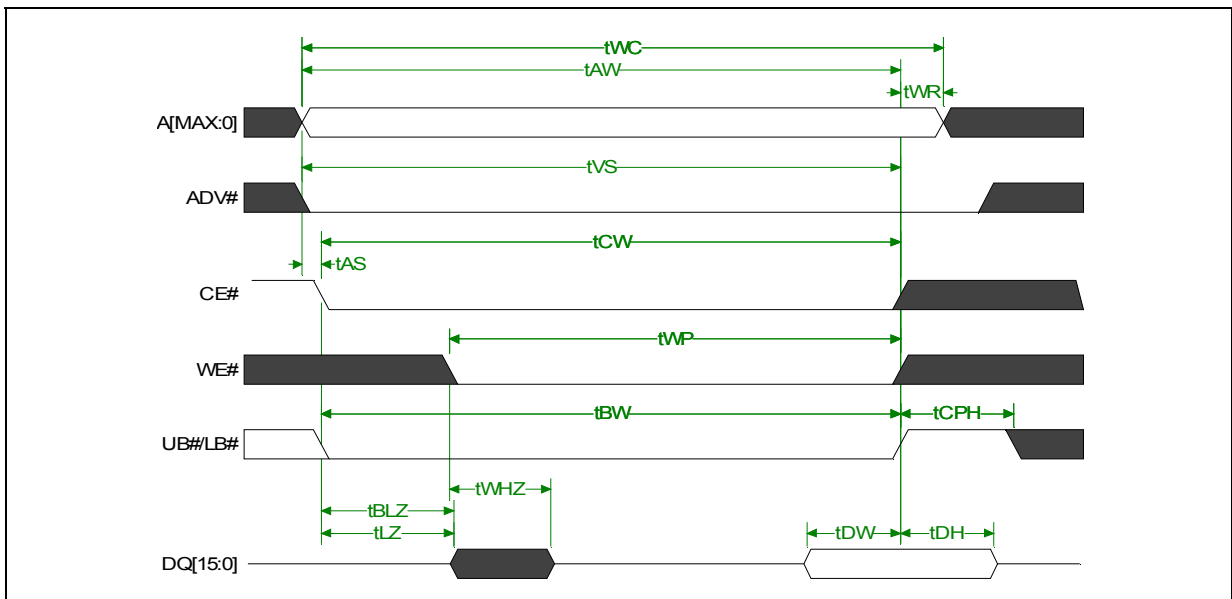 tWC
tAW
tWR
A[MAX:0]
tVS
ADV#
tCW
tAS
CE#
tWP
WE#
tBW
tCPH
UB#/LB#
tWHZ
tBLZ
tLZ
tDW
tDH
DQ[15:0]